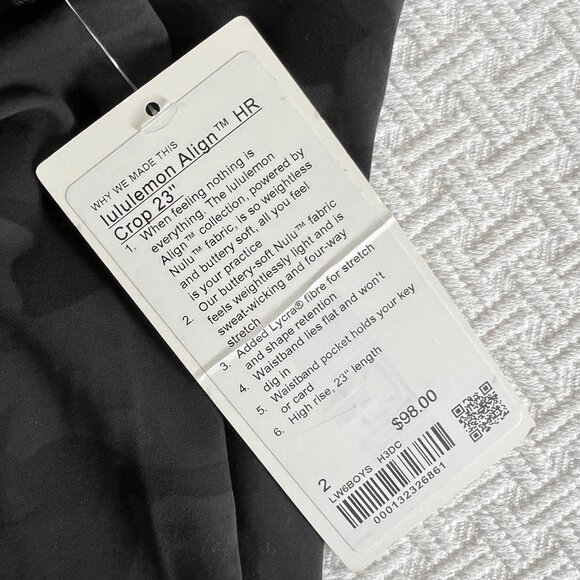 WHY WE MADE THIS
lululemon Align™ HR
Crop 23"
1. When feeling nothing is
everything. The lululemon
Align™ collection, powered by
Nulu™ fabric, is so weightless
and buttery soft, all you feel
is your practice
2. Our buttery-soft Nulu™ fabric
feels weightlessly light and is
sweat-wicking and four-way
stretch
3. Added Lycra® fibre for stretch
and shape retention
4. Waistband lies flat and won't
dig in
5. Waistband pocket holds your key
or card
6. High rise, 23" length
$98.00
2
LW6BOYS H3DC
000132326861